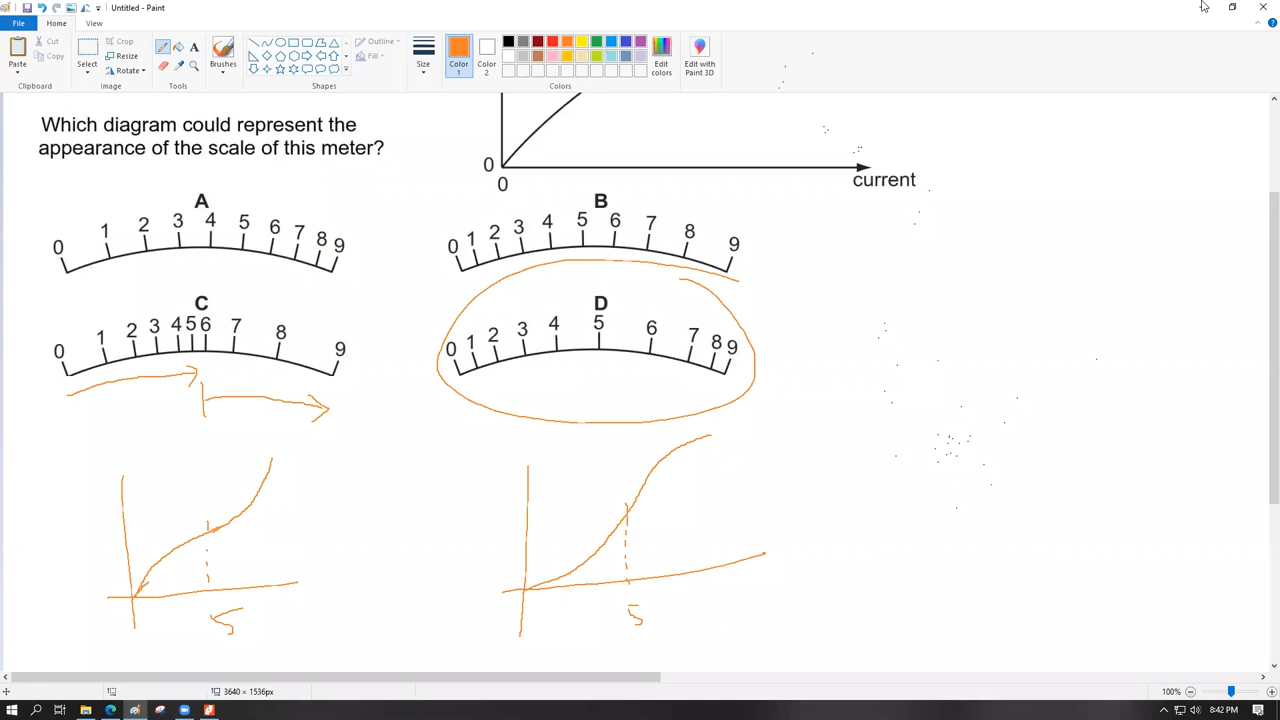 Untitled - Paint
File Home View
Paste Cut Copy Clipboard
Select Crop Resize Rotate Image
Tools
Brushes
Shapes Outline Fill
Size
Color 1 Color 2 Colors
Edit colors
Edit with Paint 3D
Which diagram could represent the
appearance of the scale of this meter?
0
0
current
A
0 1 2 3 4 5 6 7 8 9
B
0 1 2 3 4 5 6 7 8 9
C
0 1 2 3 4 5 6 7 8 9
D
0 1 2 3 4 5 6 7 8 9
5
5
3640 × 1536px
100%
8:42 PM